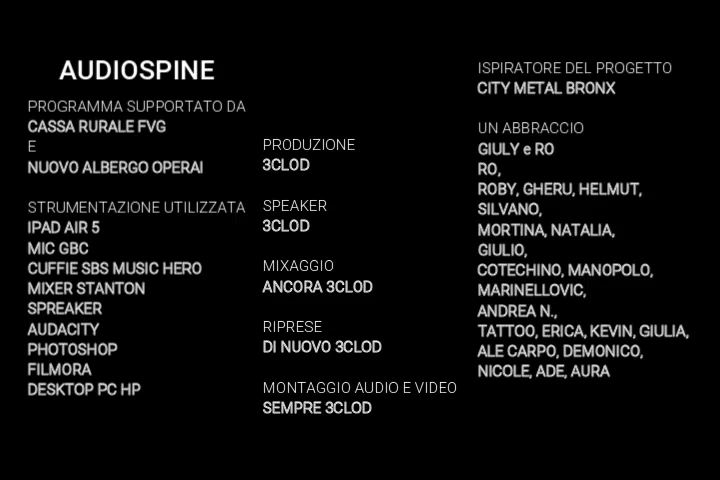 AUDIOSPINE
PROGRAMMA SUPPORTATO DA
CASSA RURALE FVG
E
NUOVO ALBERGO OPERAI
STRUMENTAZIONE UTILIZZATA
IPAD AIR 5
MIC GBC
CUFFIE SBS MUSIC HERO
MIXER STANTON
SPREAKER
AUDACITY
PHOTOSHOP
FILMORA
DESKTOP PC HP
PRODUZIONE
3CLOD
SPEAKER
3CLOD
MIXAGGIO
ANCORA 3CLOD
RIPRESE
DI NUOVO 3CLOD
MONTAGGIO AUDIO E VIDEO
SEMPRE 3CLOD
ISPIRATORE DEL PROGETTO
CITY METAL BRONX
UN ABBRACCIO
GIULY e RO
RO,
ROBY, GHERU, HELMUT,
SILVANO,
MORTINA, NATALIA,
GIULIO,
COTECHINO, MANOPOLO,
MARINELLOVIC,
ANDREA N.,
TATTOO, ERICA, KEVIN, GIULIA,
ALE CARPO, DEMONICO,
NICOLE, ADE, AURA